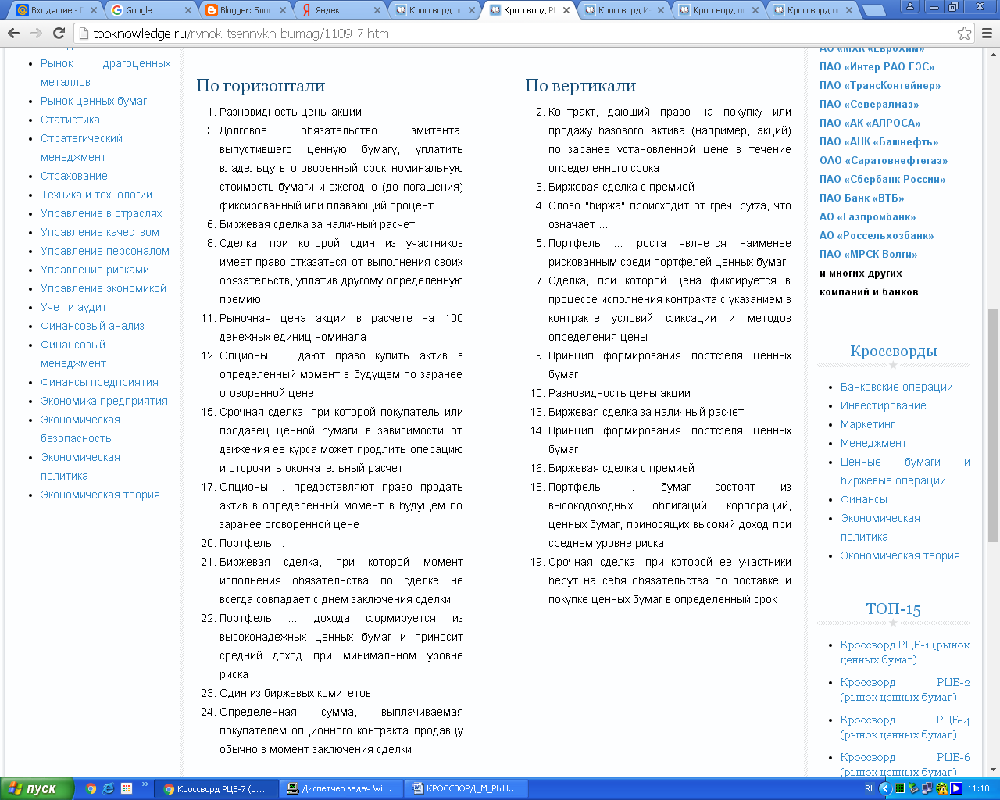 Входящие - П
Google
Blogger: Блог
Яндекс
Кроссворд по
Кроссворд РЦ
Кроссворд И
Кроссворд по
Кроссворд по
topknowledge.ru/rynok-tsennykh-bumag/1109-7.html
менеджмент
Рынок драгоценных
металлов
Рынок ценных бумаг
Статистика
Стратегический
менеджмент
Страхование
Техника и технологии
Управление в отраслях
Управление качеством
Управление персоналом
Управление рисками
Управление экономикой
Учет и аудит
Финансовый анализ
Финансовый
менеджмент
Финансы предприятия
Экономика предприятия
Экономическая
безопасность
Экономическая
политика
Экономическая теория
По горизонтали
1. Разновидность цены акции
3. Долговое обязательство эмитента,
выпустившего ценную бумагу, уплатить
владельцу в оговоренный срок номинальную
стоимость бумаги и ежегодно (до погашения)
фиксированный или плавающий процент
6. Биржевая сделка за наличный расчет
8. Сделка, при которой один из участников
имеет право отказаться от выполнения своих
обязательств, уплатив другому определенную
премию
11. Рыночная цена акции в расчете на 100
денежных единиц номинала
12. Опционы ... дают право купить актив в
определенный момент в будущем по заранее
оговоренной цене
15. Срочная сделка, при которой покупатель или
продавец ценной бумаги в зависимости от
движения ее курса может продлить операцию
и отсрочить окончательный расчет
17. Опционы ... предоставляют право продать
актив в определенный момент в будущем по
заранее оговоренной цене
20. Портфель ...
21. Биржевая сделка, при которой момент
исполнения обязательства по сделке не
всегда совпадает с днем заключения сделки
22. Портфель ... дохода формируется из
высоконадежных ценных бумаг и приносит
средний доход при минимальном уровне
риска
23. Один из биржевых комитетов
24. Определенная сумма, выплачиваемая
покупателем опционного контракта продавцу
обычно в момент заключения сделки
По вертикали
2. Контракт, дающий право на покупку или
продажу базового актива (например, акций)
по заранее установленной цене в течение
определенного срока
3. Биржевая сделка с премией
4. Слово "биржа" происходит от греч. byrza, что
означает ...
5. Портфель ... роста является наименее
рискованным среди портфелей ценных бумаг
7. Сделка, при которой цена фиксируется в
процессе исполнения контракта с указанием в
контракте условий фиксации и методов
определения цены
9. Принцип формирования портфеля ценных
бумаг
10. Разновидность цены акции
13. Биржевая сделка за наличный расчет
14. Принцип формирования портфеля ценных
бумаг
16. Биржевая сделка с премией
18. Портфель ... бумаг состоят из
высокодоходных облигаций корпораций,
ценных бумаг, приносящих высокий доход при
среднем уровне риска
19. Срочная сделка, при которой ее участники
берут на себя обязательства по поставке и
покупке ценных бумаг в определенный срок
АО «МХК «ЕвроХим»
ПАО «Интер РАО ЕЭС»
ПАО «ТрансКонтейнер»
ПАО «Севералмаз»
ПАО «АК «АПРОСА»
ПАО «АНК «Башнефть»
ОАО «Саратовнефтегаз»
ПАО «Сбербанк России»
ПАО Банк «ВТБ»
АО «Газпромбанк»
АО «Россельхозбанк»
ПАО «МРСК Волги»
и многих других
компаний и банков
Кроссворды
Банковские операции
Инвестирование
Маркетинг
Менеджмент
Ценные бумаги и
биржевые операции
Финансы
Экономическая
политика
Экономическая теория
ТОП-15
Кроссворд РЦБ-1 (рынок
ценных бумаг)
Кроссворд РЦБ-2
(рынок ценных бумаг)
Кроссворд РЦБ-4
(рынок ценных бумаг)
Кроссворд РЦБ-6
(рынок ценных бумаг)
пуск
Кроссворд РЦБ-7 (р...
Диспетчер задач Wi...
КРОССВОРД_М_РЫН...
RL
11:18